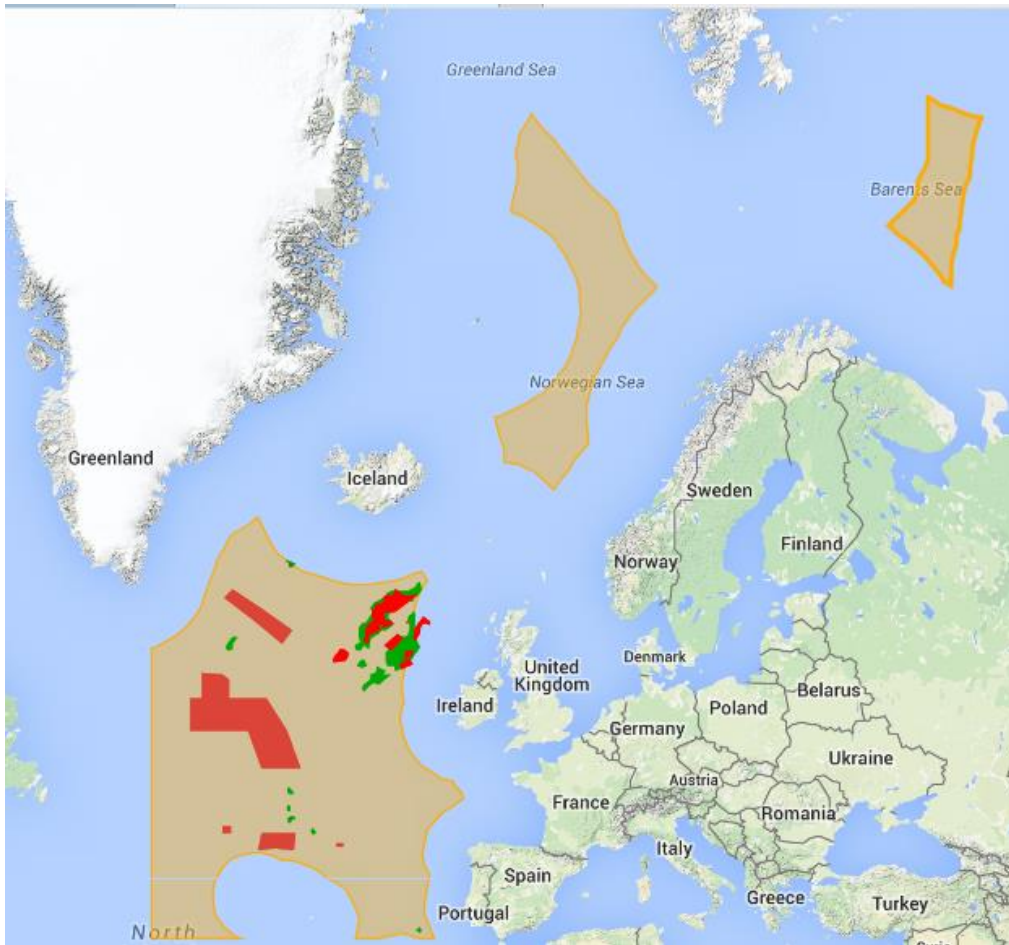 Greenland Sea
Barents Sea
Norwegian Sea
Greenland
Iceland
Sweden
Finland
Norway
Denmark
United
Kingdom
Ireland
Belarus
Poland
Germany
Ukraine
Austria
France
Romania
Italy
Spain
Greece
Turkey
Portugal
North